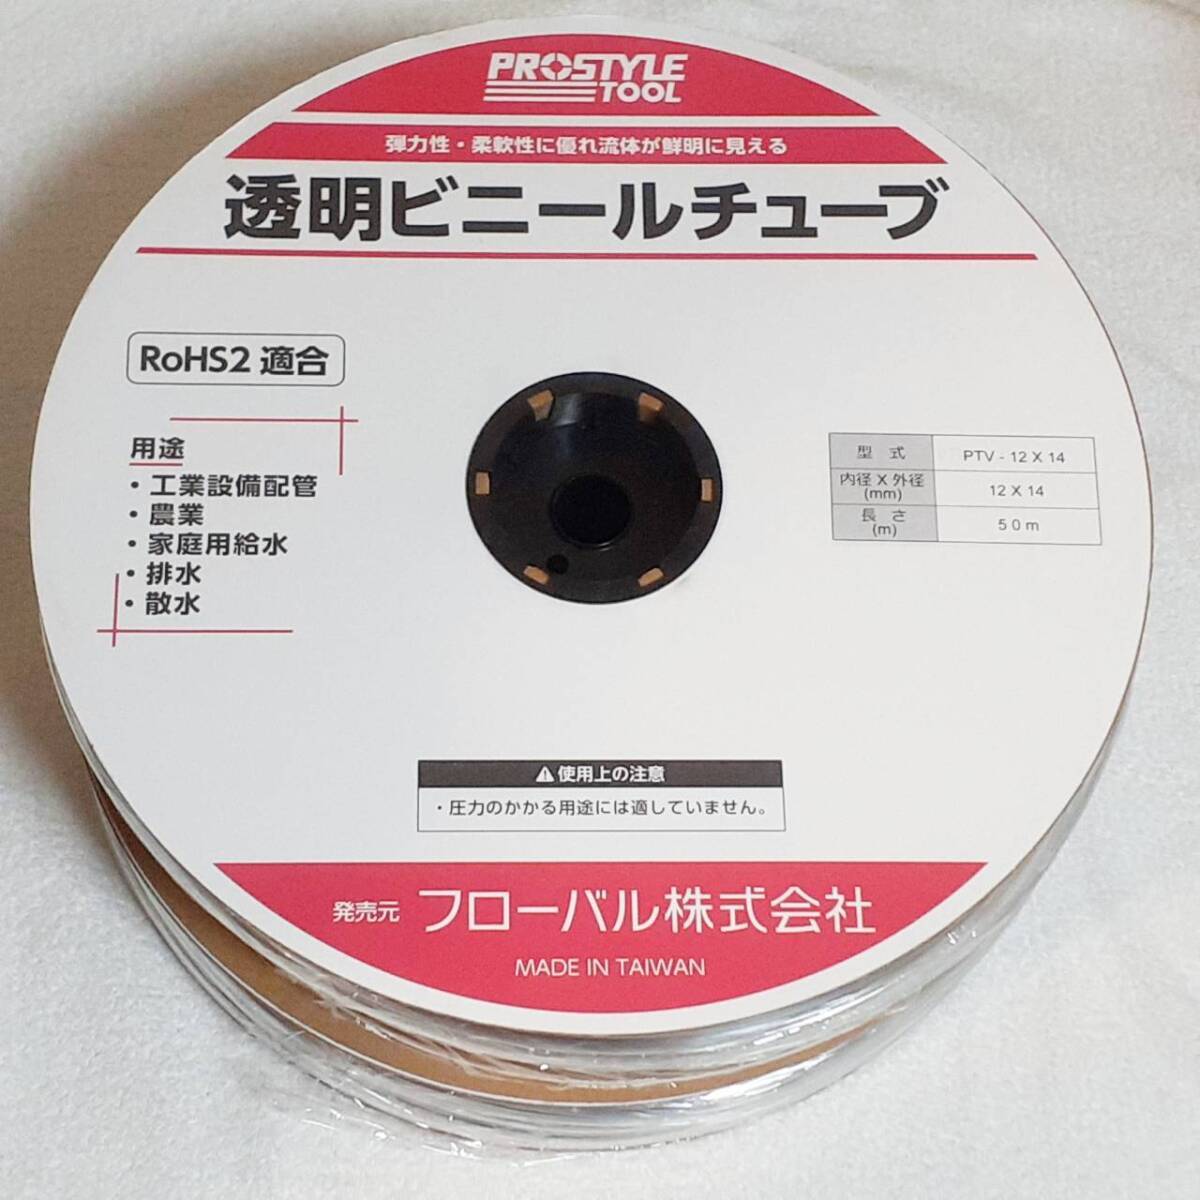 PROSTYLE
TOOL
弾力性・柔軟性に優れ流体が鮮明に見える
透明ビニールチューブ
RoHS2 適合
用途
・工業設備配管
・農業
・家庭用給水
・排水
・散水
型 式 PTV - 12 X 14
内径 X 外径
(mm) 12 X 14
長 さ
(m) 50m
⚠使用上の注意
・圧力のかかる用途には適していません。
発売元 フローバル株式会社
MADE IN TAIWAN